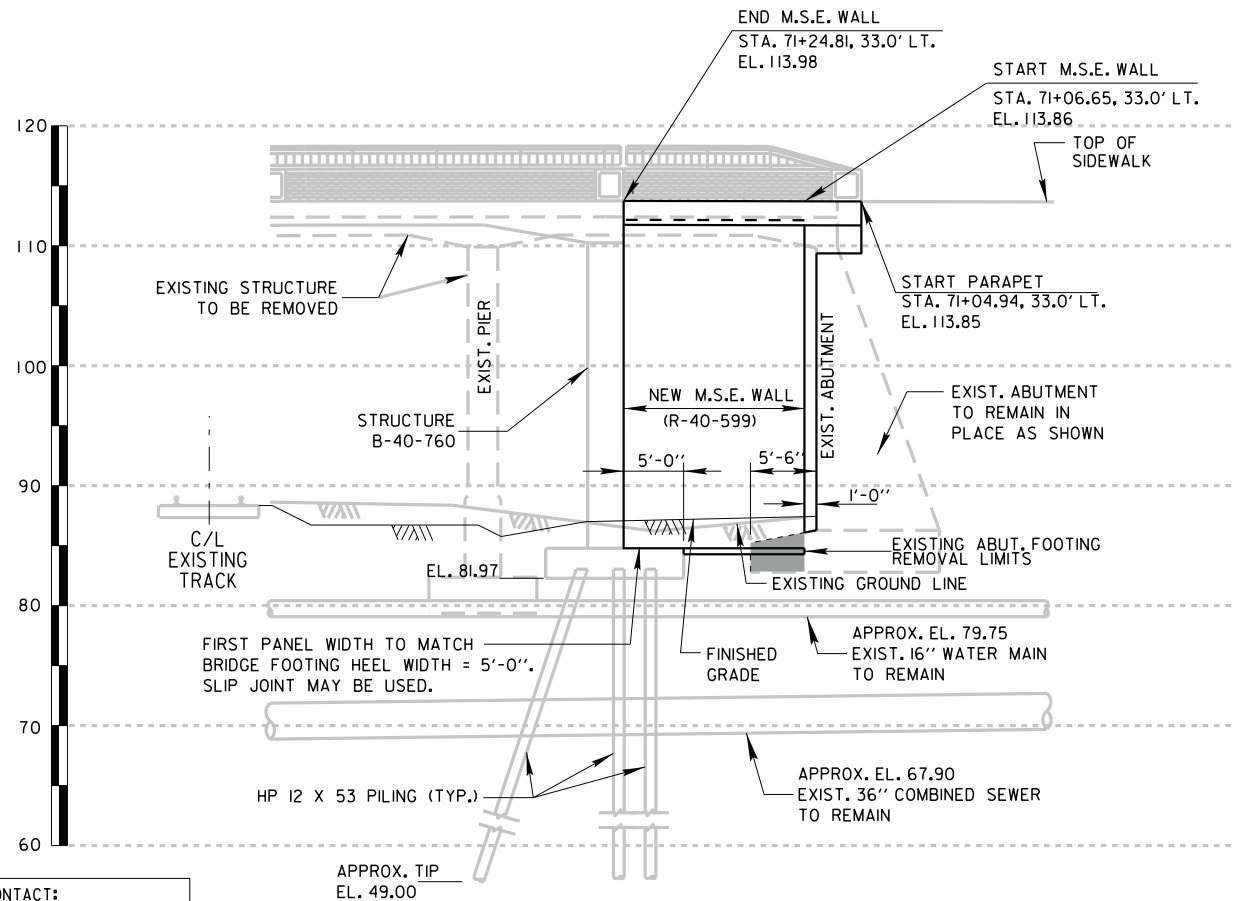 END M.S.E. WALL
STA. 71+24.81, 33.0' LT.
EL. 113.98
START M.S.E. WALL
STA. 71+06.65, 33.0' LT.
EL. 113.86
TOP OF
SIDEWALK
120
110
100
90
80
70
60
EXISTING STRUCTURE
TO BE REMOVED
EXIST. PIER
STRUCTURE
B-40-760
START PARAPET
STA. 71+04.94, 33.0' LT.
EL. 113.85
NEW M.S.E. WALL
(R-40-599)
EXIST. ABUTMENT
EXIST. ABUTMENT
TO REMAIN IN
PLACE AS SHOWN
5'-0''
5'-6''
1'-0''
C/L
EXISTING
TRACK
EL. 81.97
EXISTING ABUT. FOOTING
REMOVAL LIMITS
EXISTING GROUND LINE
FIRST PANEL WIDTH TO MATCH
BRIDGE FOOTING HEEL WIDTH = 5'-0''.
SLIP JOINT MAY BE USED.
FINISHED
GRADE
APPROX. EL. 79.75
EXIST. 16'' WATER MAIN
TO REMAIN
HP 12 X 53 PILING (TYP.)
APPROX. EL. 67.90
EXIST. 36'' COMBINED SEWER
TO REMAIN
APPROX. TIP
EL. 49.00
ONTACT: